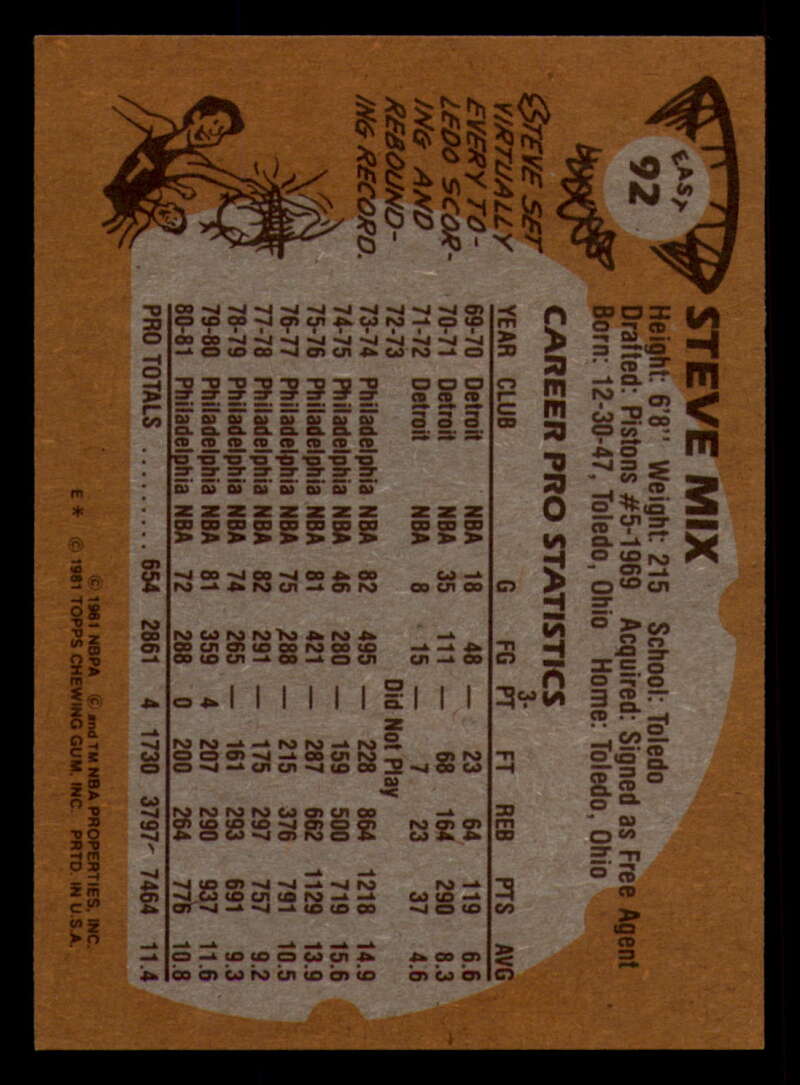 EASY
92
STEVE MIX
Height: 6'8" Weight: 215 School: Toledo
Drafted: Pistons #5-1969 Acquired: Signed as Free Agent
Born: 12-30-47, Toledo, Ohio Home: Toledo, Ohio
STEVE SET
VIRTUALLY
EVERY TO-
LEDO SCOR-
ING AND
REBOUND-
ING RECORD.
CAREER PRO STATISTICS
3-
YEAR CLUB G FG PT FT REB PTS AVG
69-70 Detroit NBA 18 48 — 23 64 119 6.6
70-71 Detroit NBA 35 111 — 68 164 290 8.3
71-72 Detroit NBA 8 15 — 7 23 37 4.6
72-73 Did Not Play
73-74 Philadelphia NBA 82 495 — 228 864 1218 14.9
74-75 Philadelphia NBA 46 280 — 159 500 719 15.6
75-76 Philadelphia NBA 81 421 — 287 662 1129 13.9
76-77 Philadelphia NBA 75 288 — 215 376 791 10.5
77-78 Philadelphia NBA 82 291 — 175 297 757 9.2
78-79 Philadelphia NBA 74 265 — 161 293 691 9.3
79-80 Philadelphia NBA 81 359 4 207 290 937 11.6
80-81 Philadelphia NBA 72 288 0 200 264 776 10.8
PRO TOTALS .......... 654 2861 4 1730 3797 7464 11.4
© 1981 NBPA © and TM NBA PROPERTIES, INC.
E * © 1981 TOPPS CHEWING GUM, INC. PRTD. IN U.S.A.